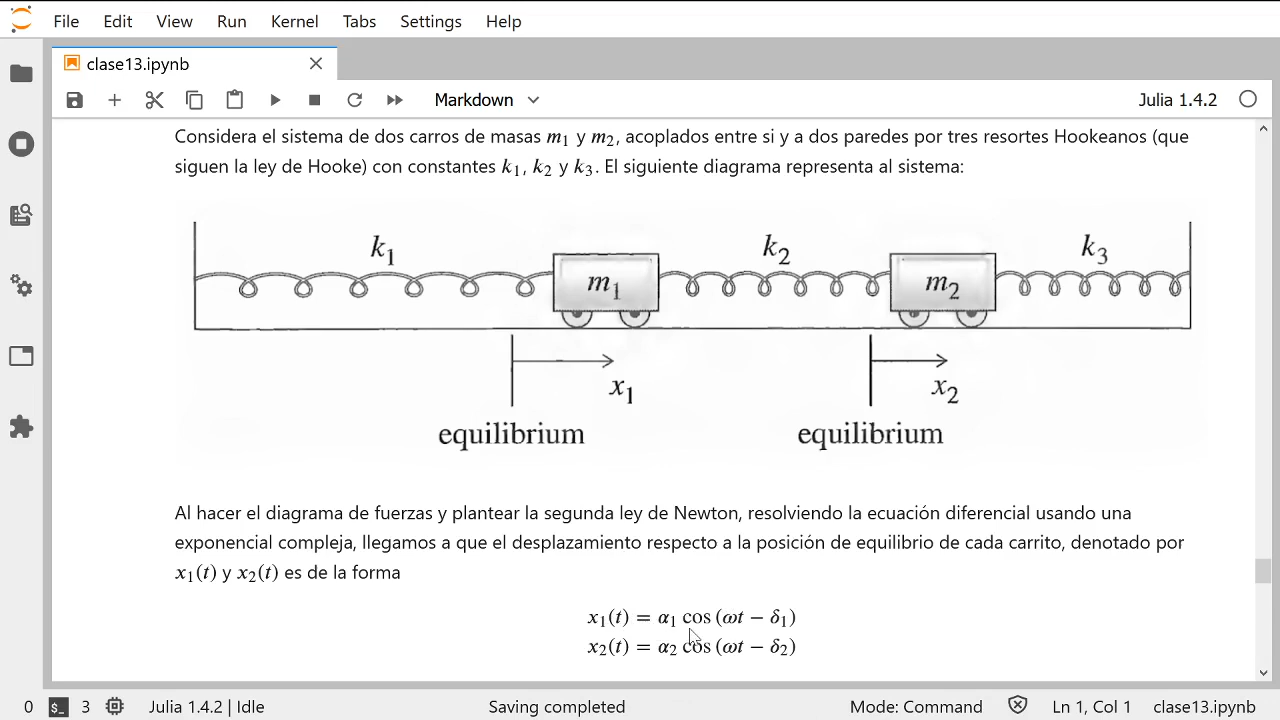 File Edit View Run Kernel Tabs Settings Help
clase13.ipynb
Markdown
Julia 1.4.2
Considera el sistema de dos carros de masas m₁ y m₂, acoplados entre si y a dos paredes por tres resortes Hookeanos (que
siguen la ley de Hooke) con constantes k₁, k₂ y k₃. El siguiente diagrama representa al sistema:
k₁ k₂ k₃
m₁ m₂
x₁ x₂
equilibrium equilibrium
Al hacer el diagrama de fuerzas y plantear la segunda ley de Newton, resolviendo la ecuación diferencial usando una
exponencial compleja, llegamos a que el desplazamiento respecto a la posición de equilibrio de cada carrito, denotado por
x₁(t) y x₂(t) es de la forma
x₁(t) = α₁ cos (ωt − δ₁)
x₂(t) = α₂ cos (ωt − δ₂)
0 $_ 3 Julia 1.4.2 | Idle Saving completed Mode: Command Ln 1, Col 1 clase13.ipynb